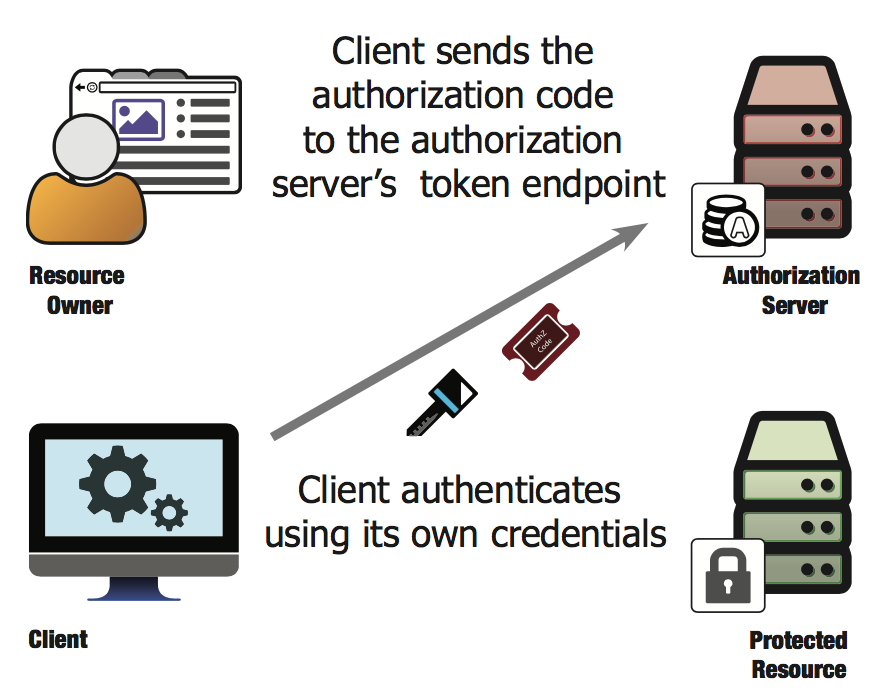 Client sends the
authorization code
to the authorization
server’s token endpoint
Resource
Owner
A
Authorization
Server
AuthZ
Code
Client authenticates
using its own credentials
Client
Protected
Resource